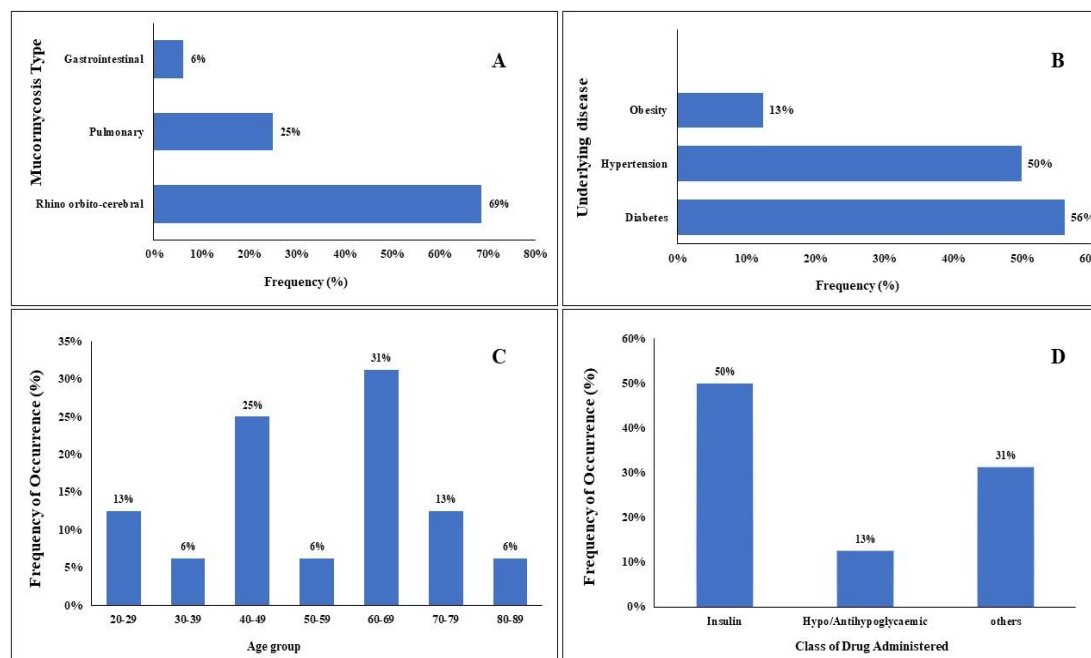 A
Mucormycosis Type
Gastrointestinal
6%
Pulmonary
25%
Rhino orbito-cerebral
69%
0% 10% 20% 30% 40% 50% 60% 70% 80%
Frequency (%)
B
Underlying disease
Obesity
13%
Hypertension
50%
Diabetes
56%
0% 10% 20% 30% 40% 50% 60%
Frequency (%)
C
Frequency of Occurrence (%)
35%
30%
25%
20%
15%
10%
5%
0%
13% 6% 25% 6% 31% 13% 6%
20-29 30-39 40-49 50-59 60-69 70-79 80-89
Age group
D
Frequency of Occurrence (%)
60%
50%
40%
30%
20%
10%
0%
50% 13% 31%
Insulin Hypo/Antihypoglycaemic others
Class of Drug Administered